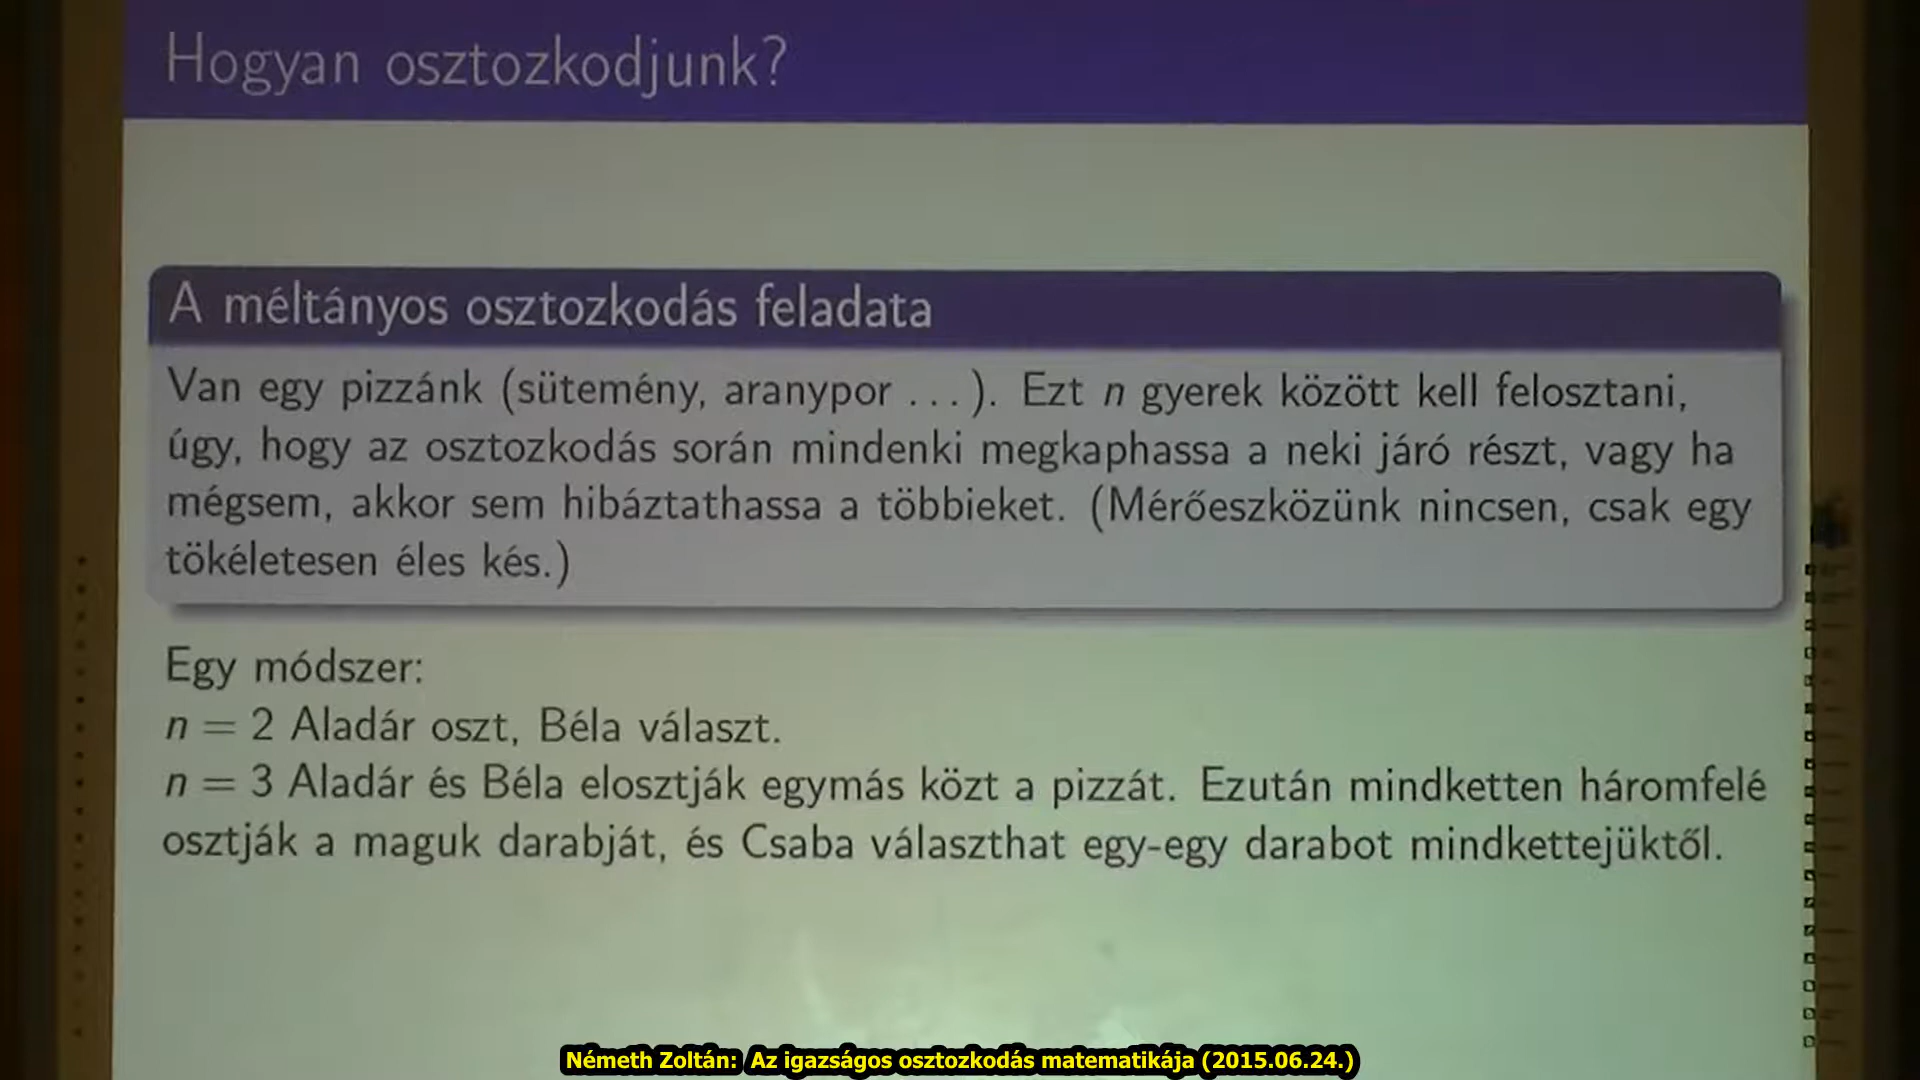 Hogyan osztozkodjunk?
A méltányos osztozkodás feladata
Van egy pizzánk (sütemény, aranypor ...). Ezt n gyerek között kell felosztani,
úgy, hogy az osztozkodás során mindenki megkaphassa a neki járó részt, vagy ha
mégsem, akkor sem hibáztathassa a többieket. (Mérőeszközünk nincsen, csak egy
tökéletesen éles kés.)
Egy módszer:
n = 2 Aladár oszt, Béla választ.
n = 3 Aladár és Béla elosztják egymás közt a pizzát. Ezután mindketten háromfelé
osztják a maguk darabját, és Csaba választhat egy-egy darabot mindkettejüktől.
Németh Zoltán: Az igazságos osztozkodás matematikája (2015.06.24.)